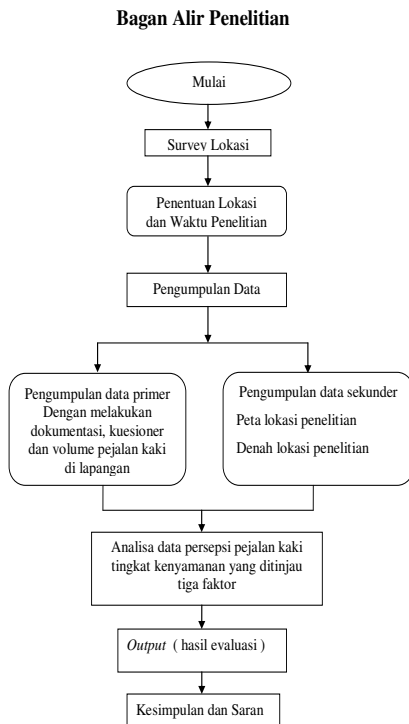 Bagan Alir Penelitian
Mulai
Survey Lokasi
Penentuan Lokasi
dan Waktu Penelitian
Pengumpulan Data
Pengumpulan data primer
Dengan melakukan
dokumentasi, kuesioner
dan volume pejalan kaki
di lapangan
Pengumpulan data sekunder
Peta lokasi penelitian
Denah lokasi penelitian
Analisa data persepsi pejalan kaki
tingkat kenyamanan yang ditinjau
tiga faktor
Output ( hasil evaluasi )
Kesimpulan dan Saran